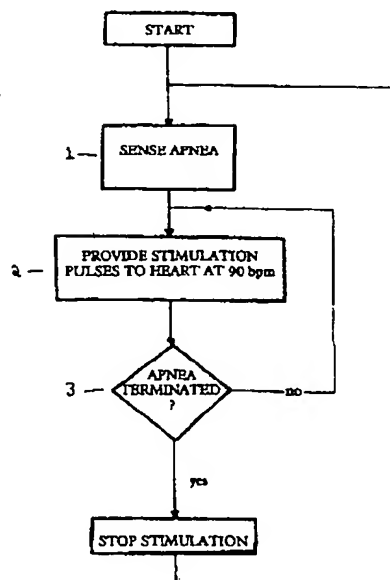 START
1
SENSE APNEA
2
PROVIDE STIMULATION
PULSES TO HEART AT 90 bpm
3
APNEA
TERMINATED
?
no
yes
STOP STIMULATION